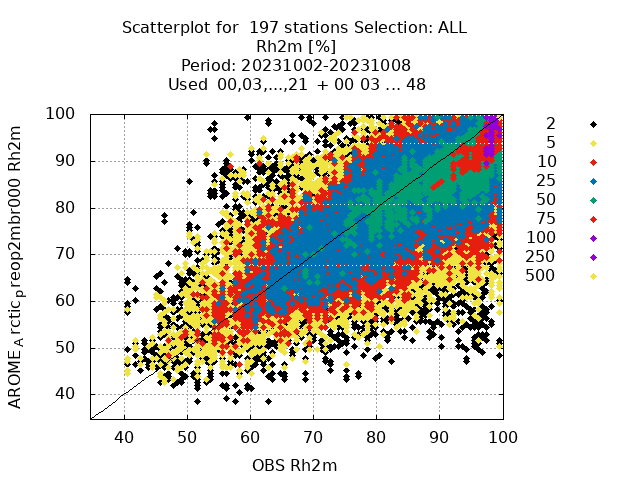 Scatterplot for  197 stations Selection: ALL
Rh2m [%]
Period: 20231002-20231008
Used  00,03,...,21  + 00 03 ... 48
AROME_Arctic_preop2mbr000 Rh2m
100
90
80
70
60
50
40
40 50 60 70 80 90 100
OBS Rh2m
2
5
10
25
50
75
100
250
500